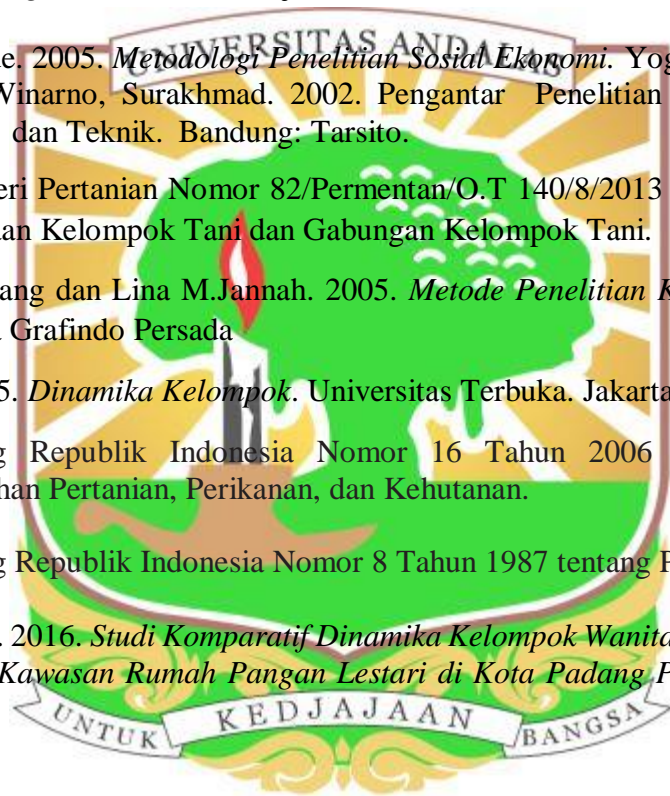 UNIVERSITAS ANDALAS
e. 2005. Metodologi Penelitian Sosial Ekonomi. Yog
Winarno, Surakhmad. 2002. Pengantar Penelitian
dan Teknik. Bandung: Tarsito.
eri Pertanian Nomor 82/Permentan/O.T 140/8/2013
an Kelompok Tani dan Gabungan Kelompok Tani.
ang dan Lina M.Jannah. 2005. Metode Penelitian K
Grafindo Persada
5. Dinamika Kelompok. Universitas Terbuka. Jakarta
g Republik Indonesia Nomor 16 Tahun 2006
han Pertanian, Perikanan, dan Kehutanan.
g Republik Indonesia Nomor 8 Tahun 1987 tentang P
. 2016. Studi Komparatif Dinamika Kelompok Wanita
Kawasan Rumah Pangan Lestari di Kota Padang P
UNTUK KEDJAJAAN BANGSA